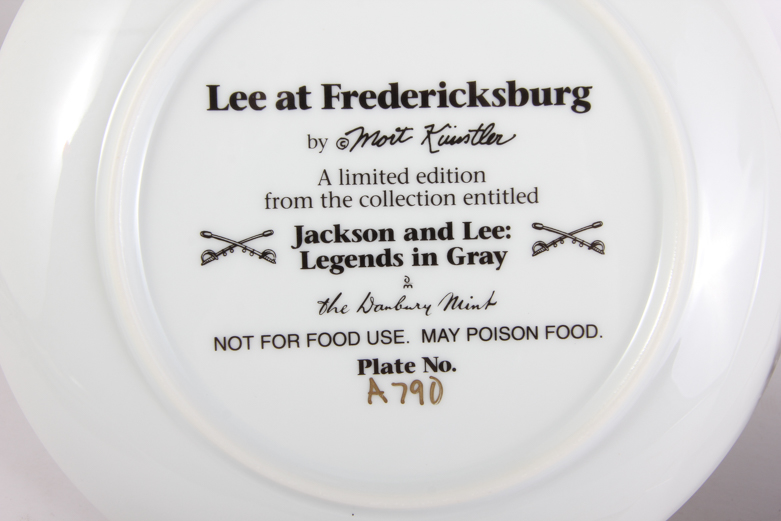 Lee at Fredericksburg
by ©Mort Künstler
A limited edition
from the collection entitled
Jackson and Lee:
Legends in Gray
the Danbury Mint
NOT FOR FOOD USE. MAY POISON FOOD.
Plate No.
A790